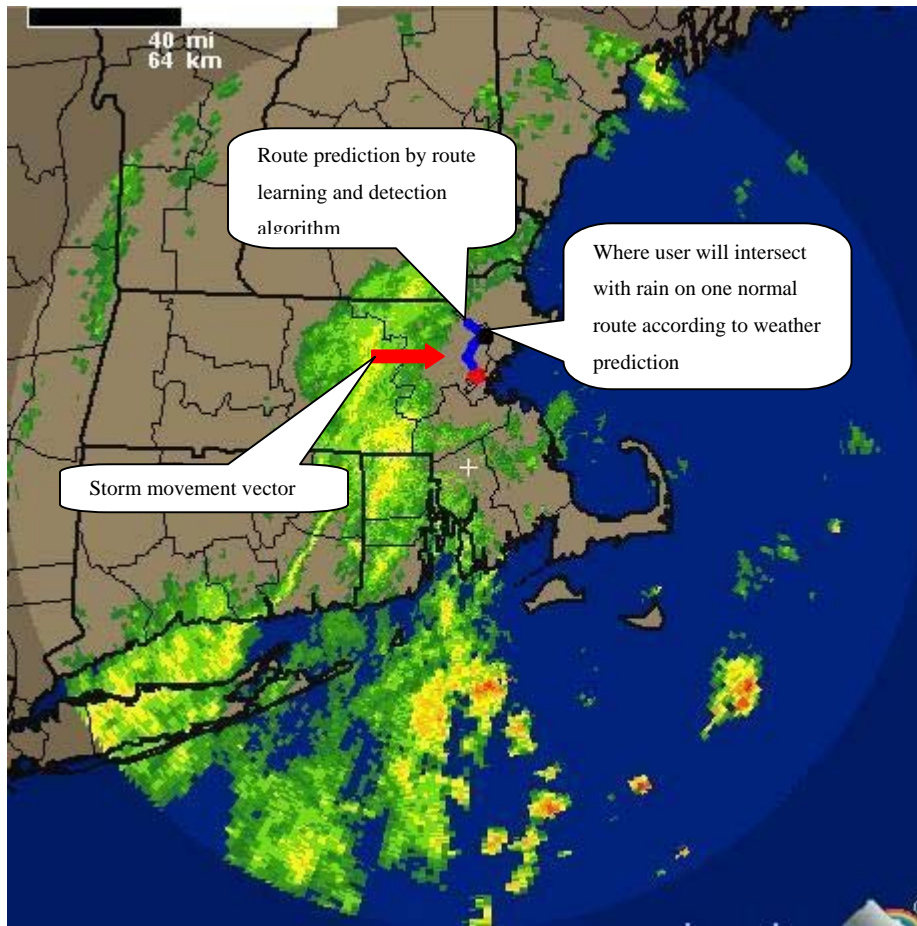 40 mi
64 km
Route prediction by route
learning and detection
algorithm
Where user will intersect
with rain on one normal
route according to weather
prediction
Storm movement vector